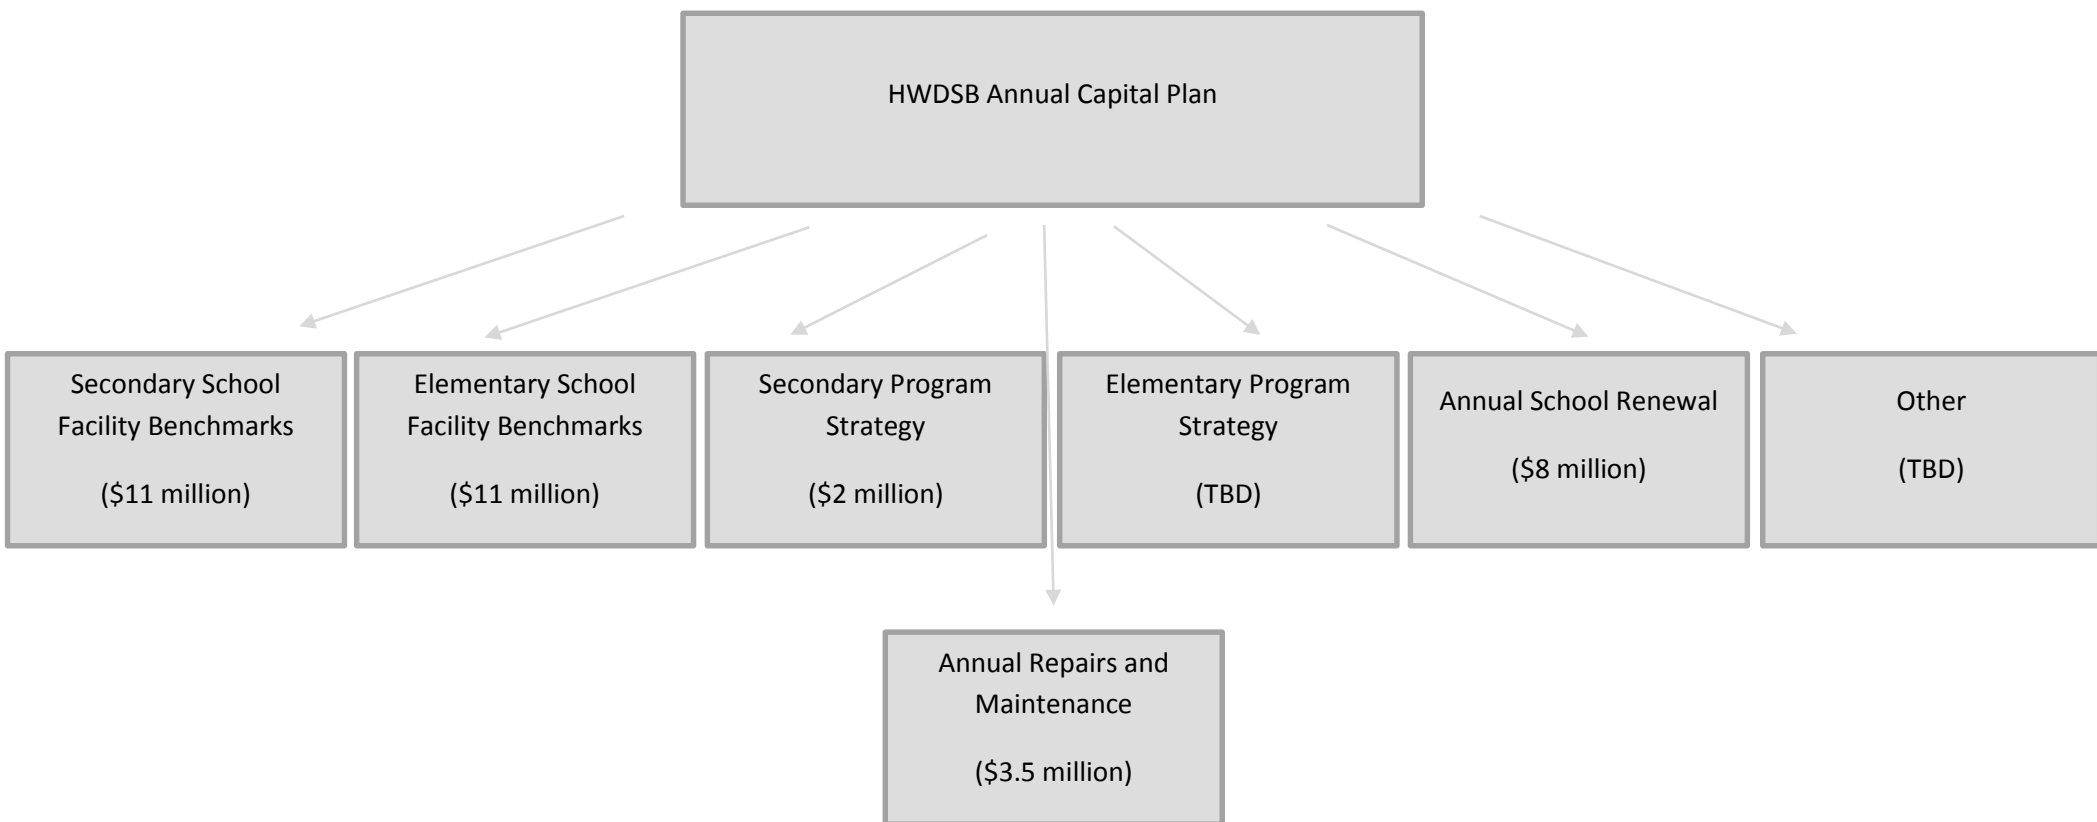 HWDSB Annual Capital Plan
Secondary School
Facility Benchmarks
($11 million)
Elementary School
Facility Benchmarks
($11 million)
Secondary Program
Strategy
($2 million)
Elementary Program
Strategy
(TBD)
Annual School Renewal
($8 million)
Other
(TBD)
Annual Repairs and
Maintenance
($3.5 million)